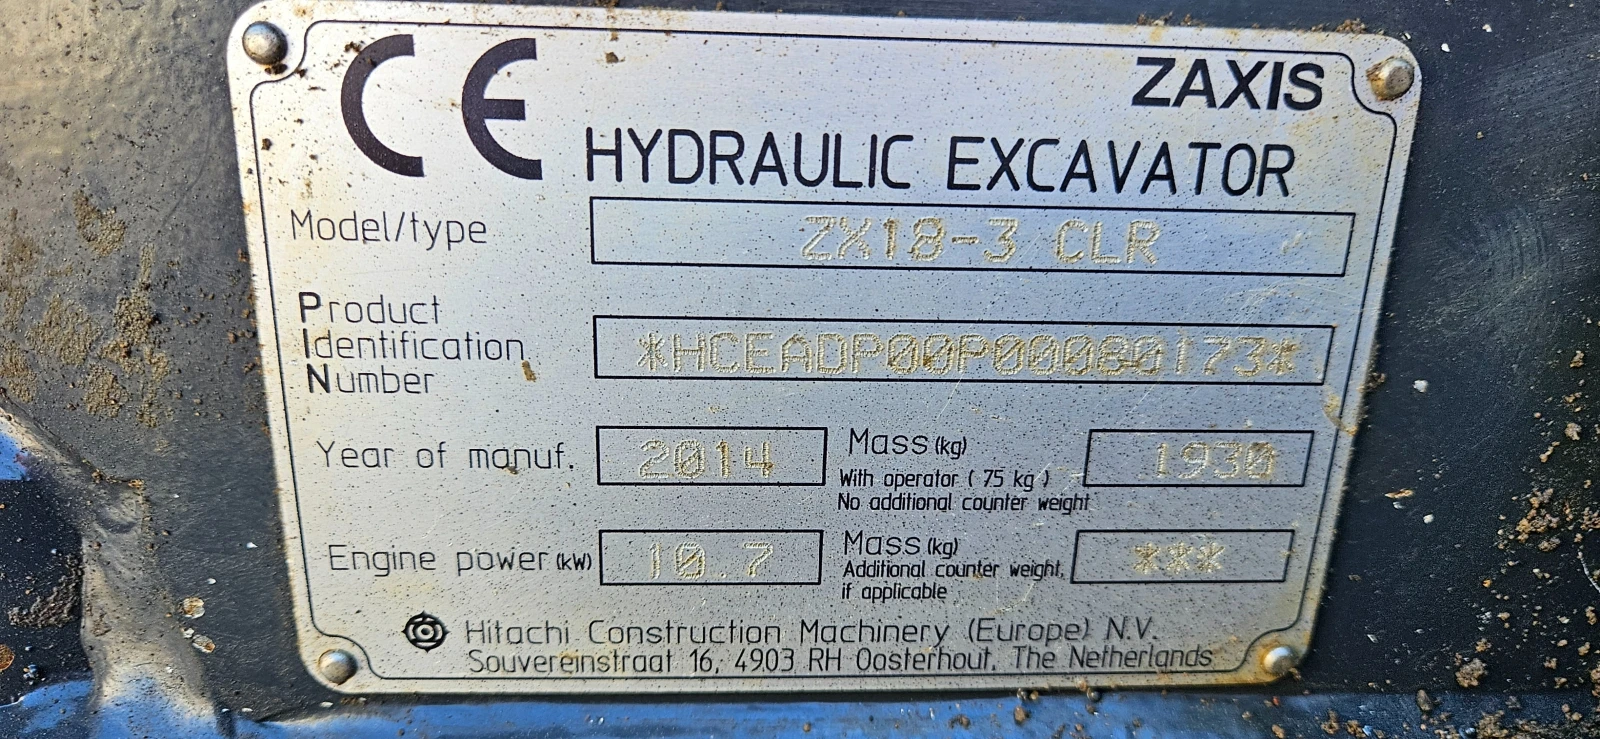 CE
ZAXIS
HYDRAULIC EXCAVATOR
Model/type ZX18-3 CLR
Product
Identification
Number
*HCEADP00P00080173*
Year of manuf. 2014
Mass (kg) 1930
With operator (75 kg)
No additional counter weight
Engine power (kW) 10.7
Mass (kg) ***
Additional counter weight,
if applicable
Hitachi Construction Machinery (Europe) N.V.
Souvereinstraat 16, 4903 RH Oosterhout, The Netherlands